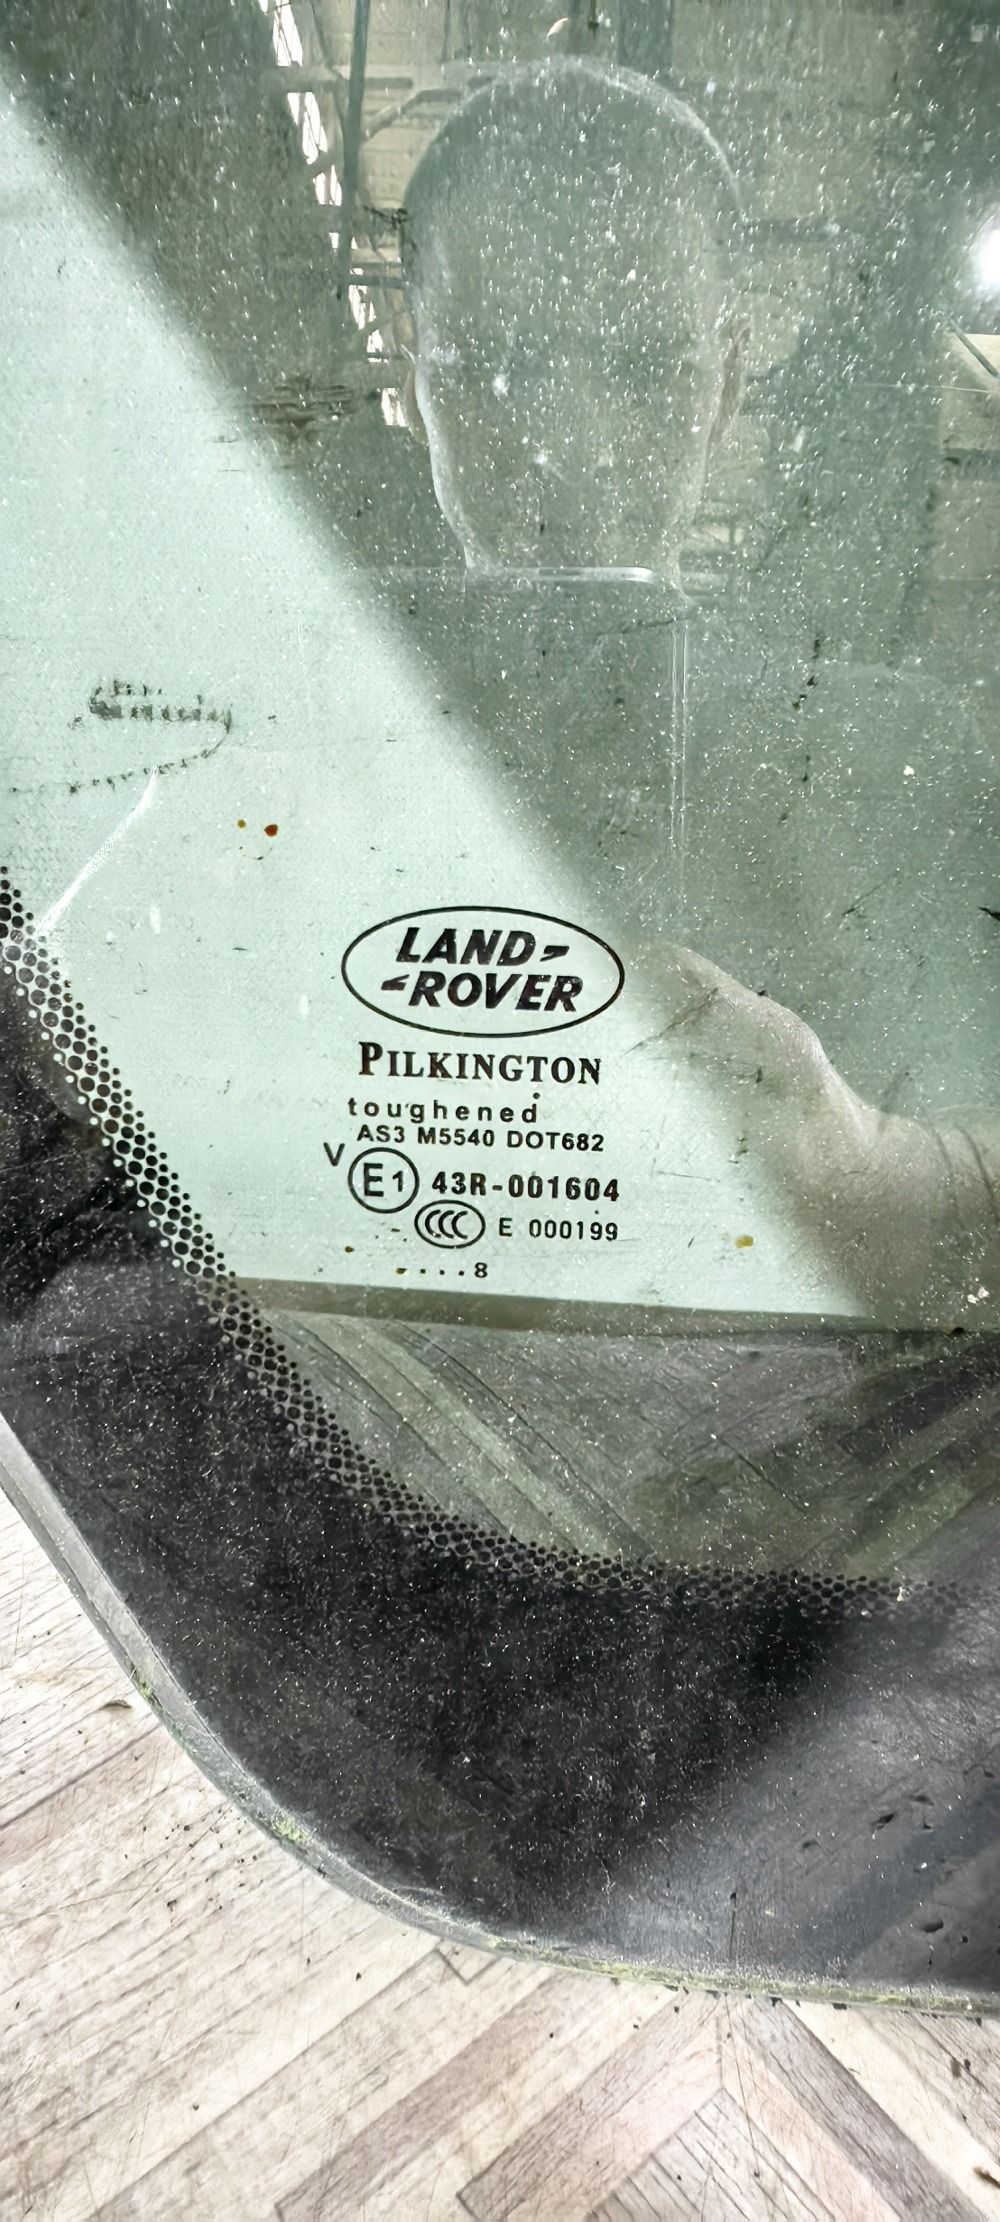 LAND-
-ROVER
PILKINGTON
toughened
AS3 M5540 DOT682
V E1 43R-001604
CCC E 000199
....8